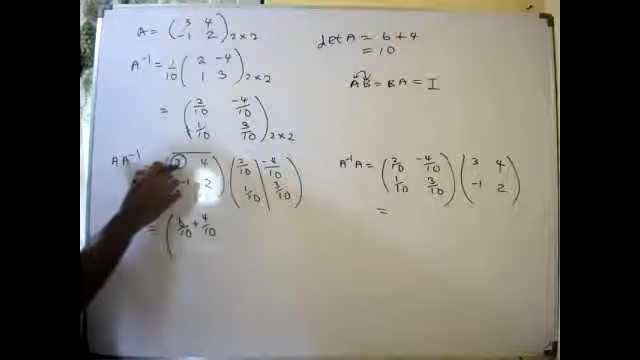 A = ( 3 4
-1 2 ) 2×2
A⁻¹ = 1/10 ( 2 -4
1 3 ) 2×2
= ( 2/10 -4/10
1/10 3/10 ) 2×2
AA⁻¹ 3 4 ) ( 2/10 -4/10 )
-1 2 1/10 3/10
= ( 6/10 + 4/10
det A = 6 + 4
= 10
AB = BA = I
A⁻¹A = ( 2/10 -4/10 ) ( 3 4 )
1/10 3/10 -1 2
=